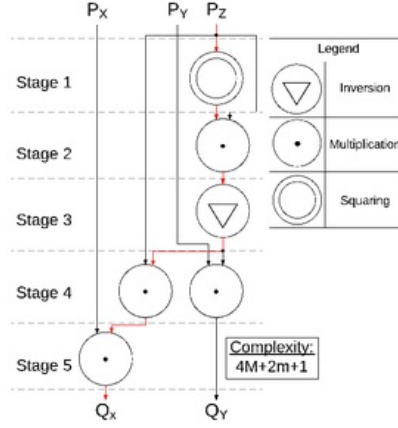 PX PY PZ
Legend
Stage 1
Inversion
Stage 2
Multiplication
Stage 3
Squaring
Stage 4
Complexity:
4M+2m+1
Stage 5
QX QY